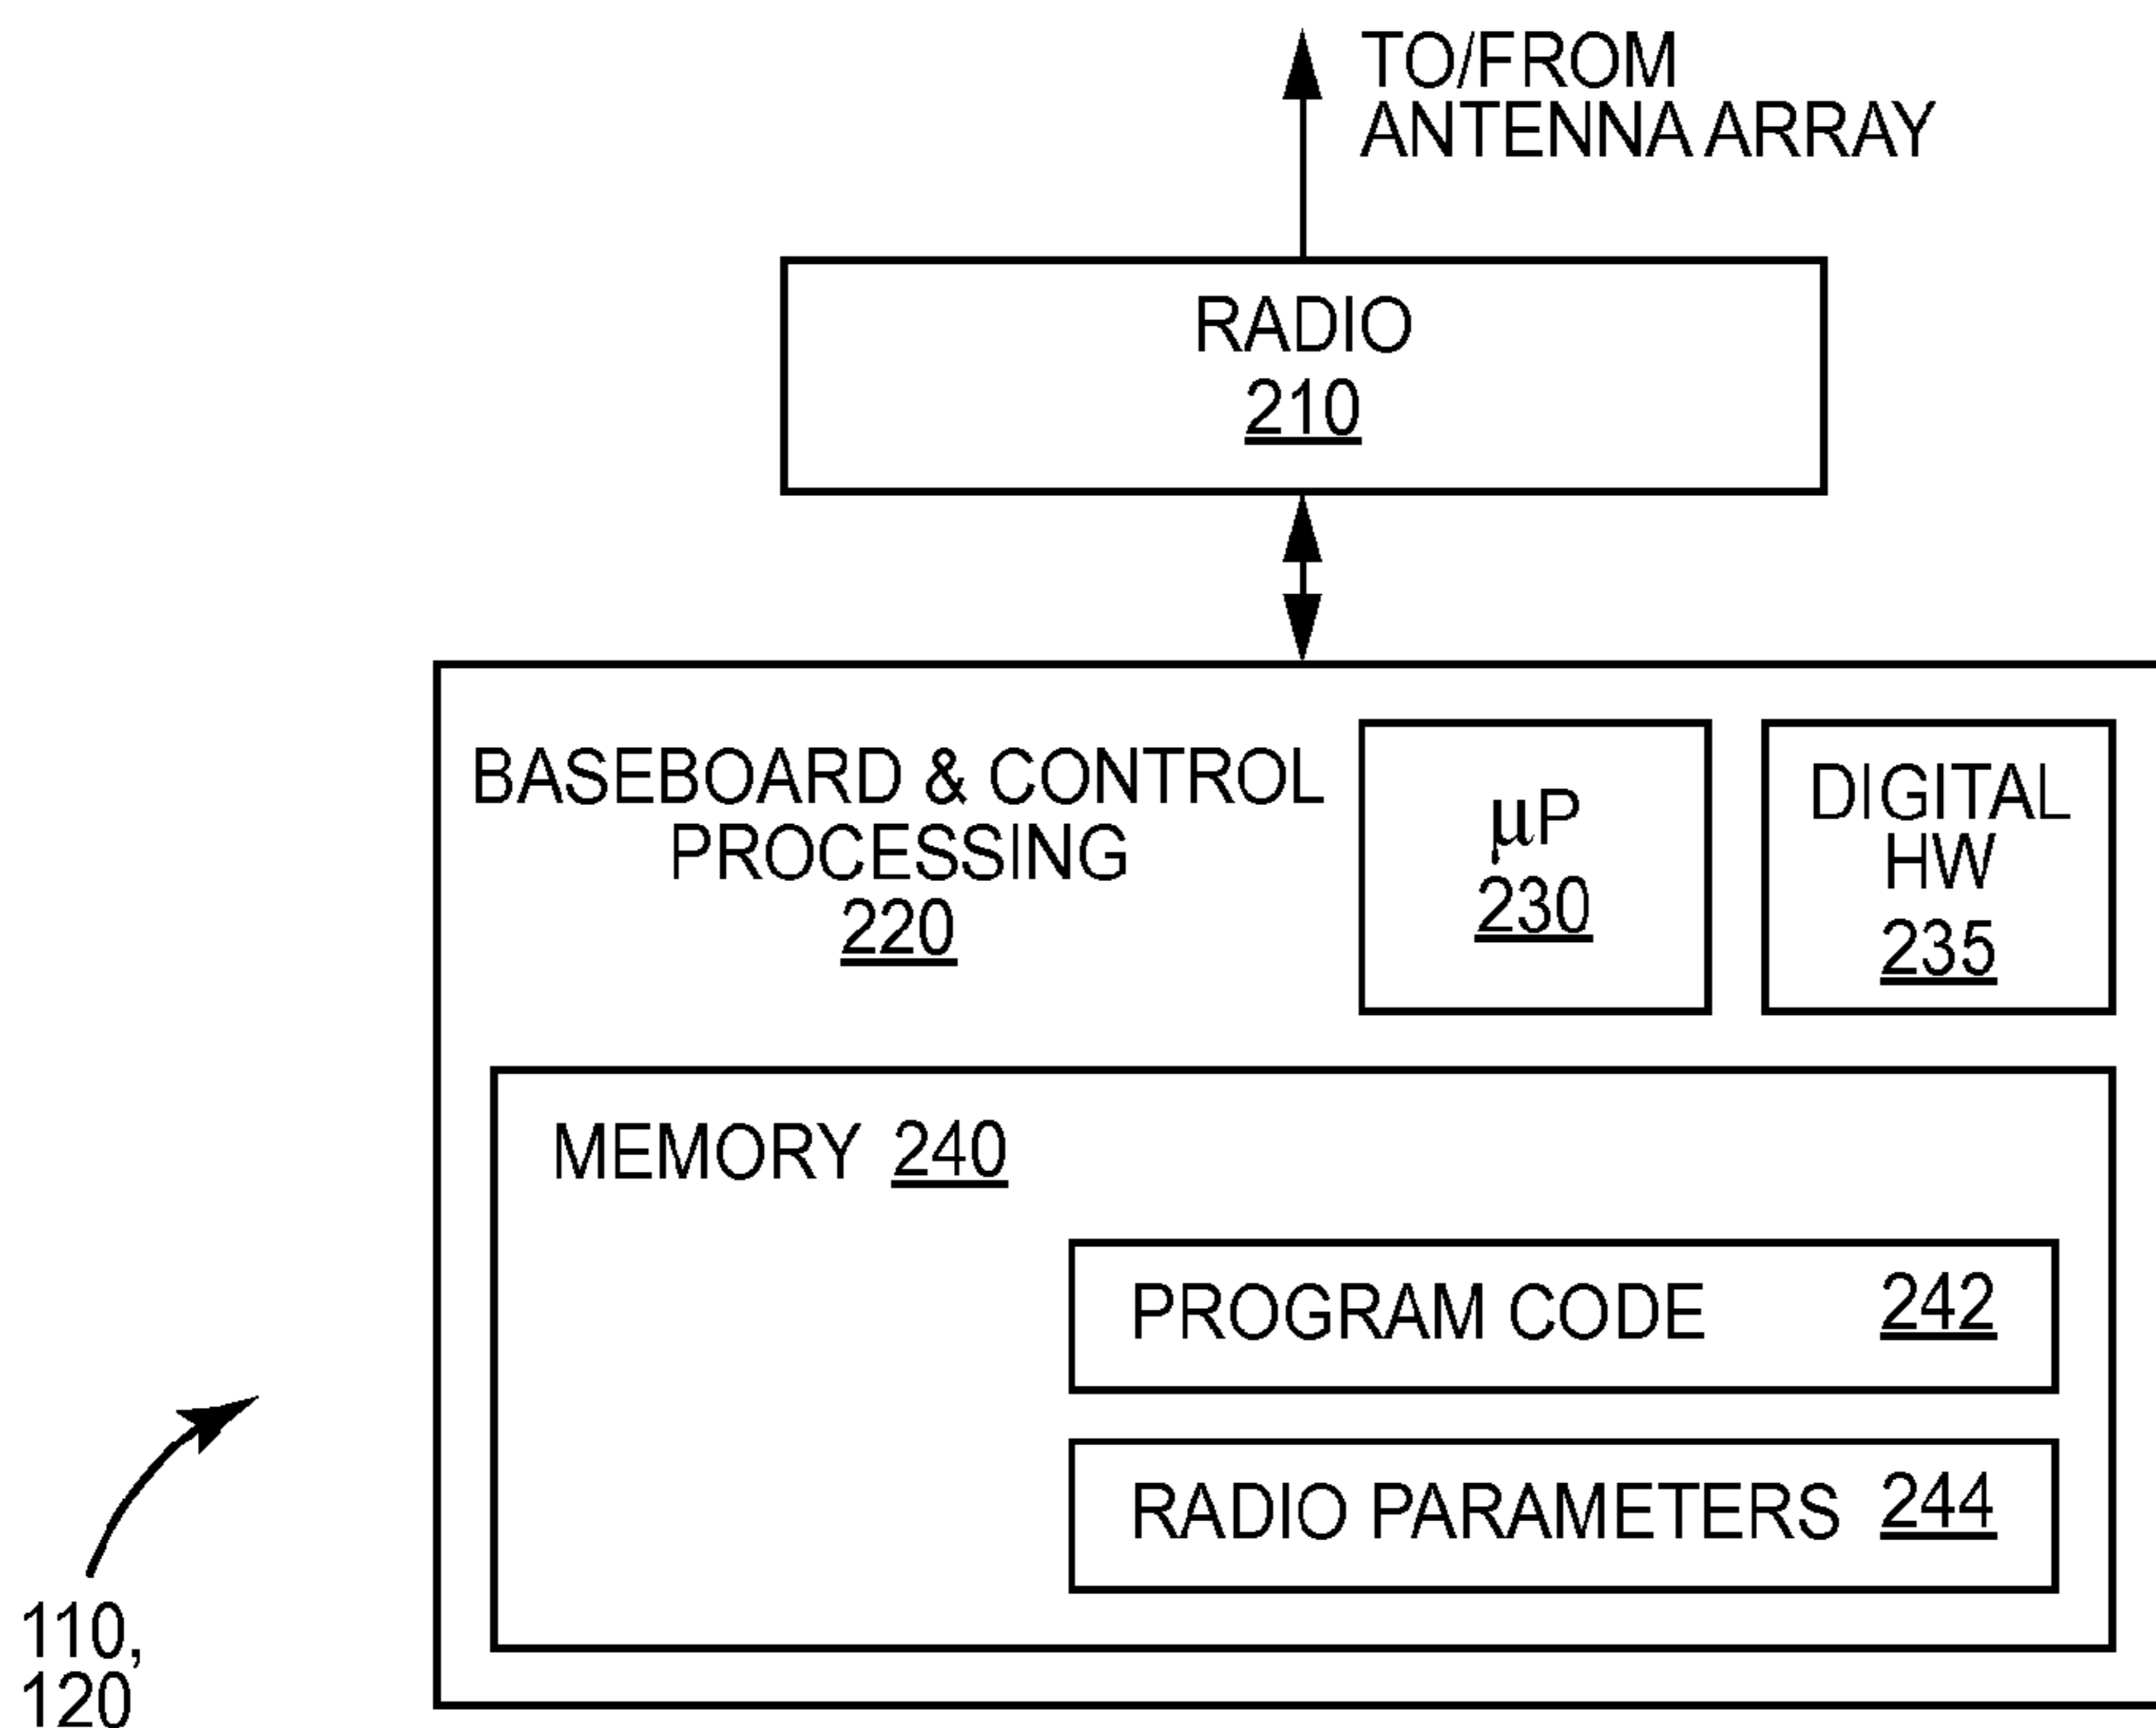 TO/FROM
ANTENNA ARRAY
RADIO
210
BASEBOARD & CONTROL
PROCESSING
220
µP
230
DIGITAL
HW
235
MEMORY 240
PROGRAM CODE 242
RADIO PARAMETERS 244
110,
120